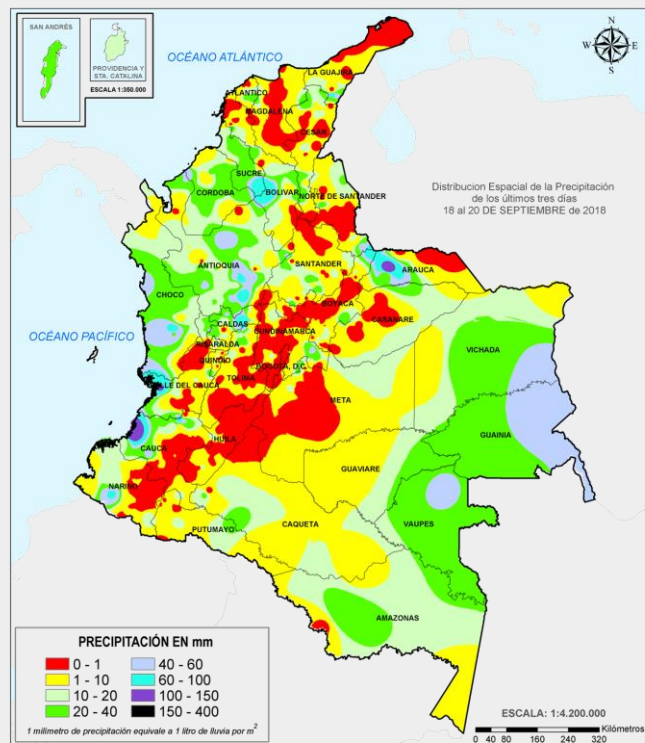 SAN ANDRÉS
PROVIDENCIA Y
STA. CATALINA
ESCALA 1:350.000
N
W
E
S
OCÉANO ATLÁNTICO
LA GUAJIRA
ATLANTICO
MAGDALENA
CESAR
SUCRE
CORDOBA
BOLIVAR
NORTE DE SANTANDER
Distribucion Espacial de la Precipitación
de los últimos tres días
18 al 20 DE SEPTIEMBRE de 2018
ANTIOQUIA
SANTANDER
ARAUCA
CHOCO
BOYACA
CASANARE
OCÉANO PACÍFICO
CALDAS
CUNDINAMARCA
RISARALDA
VICHADA
QUINDIO
BOGOTA, D.C.
TOLIMA
VALLE DEL CAUCA
META
GUAINIA
CAUCA
HUILA
GUAVIARE
NARIÑO
CAQUETA
VAUPES
PUTUMAYO
AMAZONAS
PRECIPITACIÓN EN mm
0 - 1
40 - 60
1 - 10
60 - 100
10 - 20
100 - 150
20 - 40
150 - 400
1 milímetro de precipitación equivale a 1 litro de lluvia por m²
ESCALA: 1:4.200.000
Kilómetros
0 40 80 160 240 320